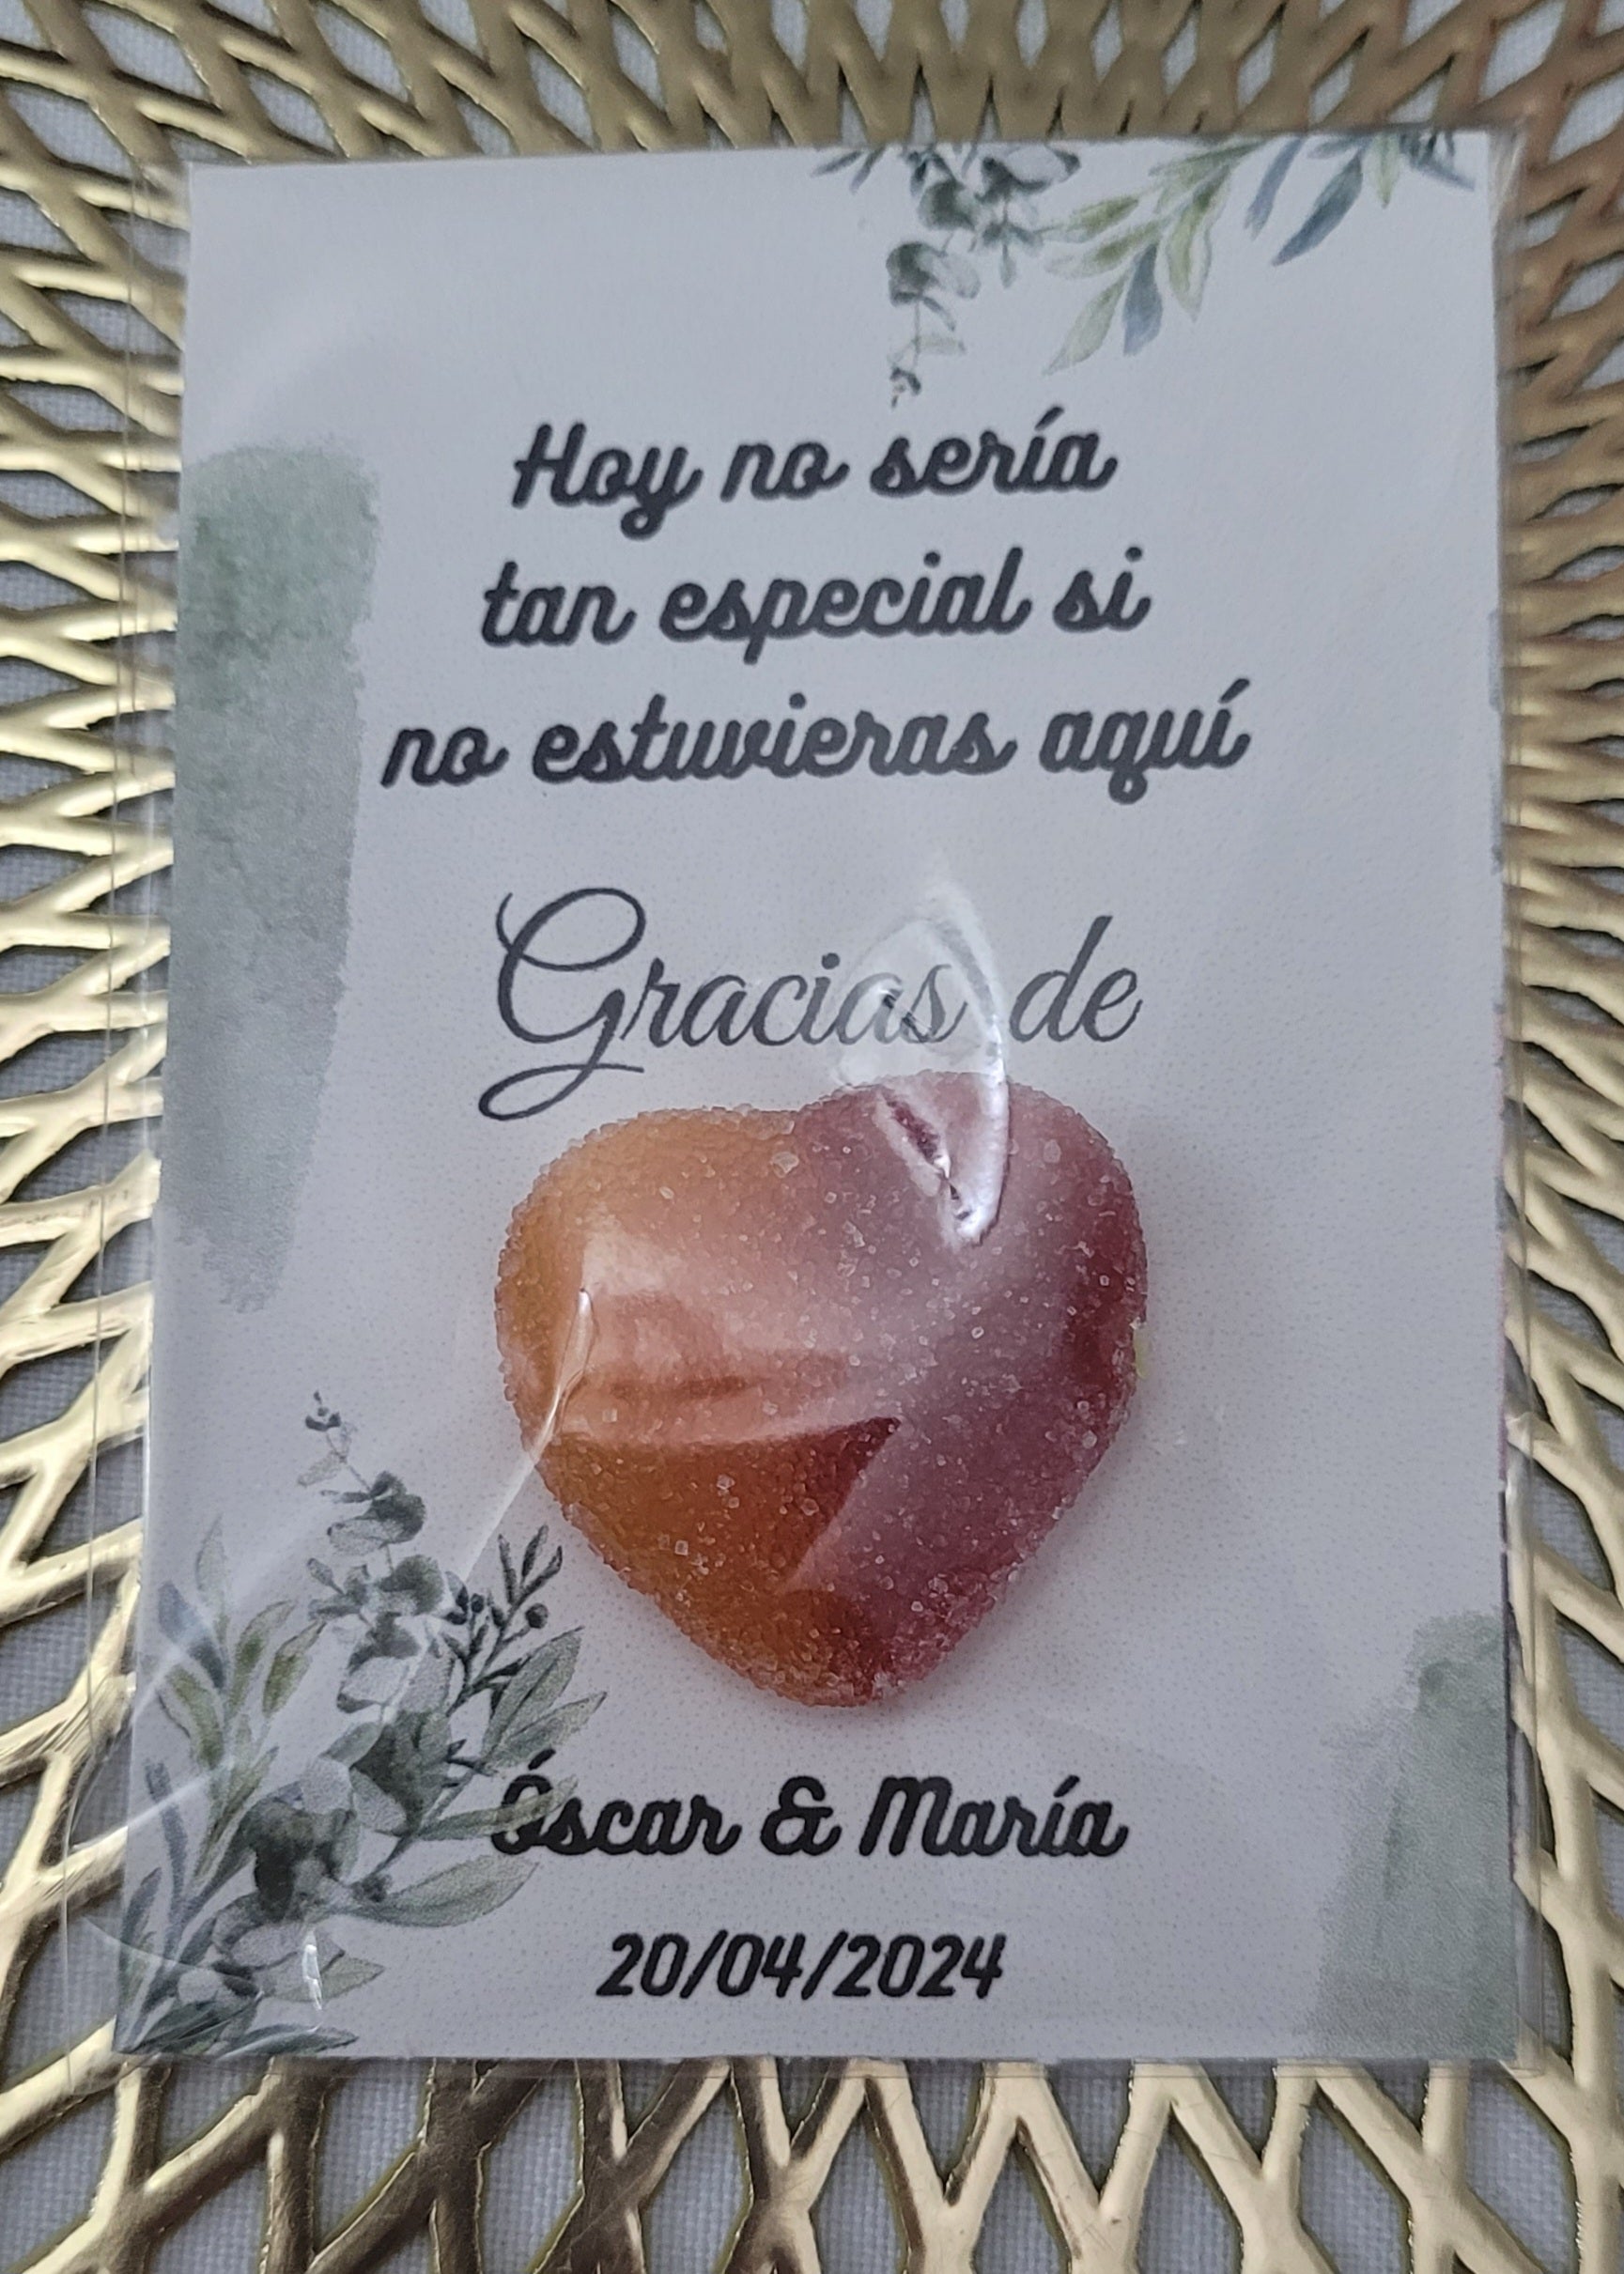 Hoy no sería
tan especial si
no estuvieras aquí
Gracias de
Óscar & María
20/04/2024